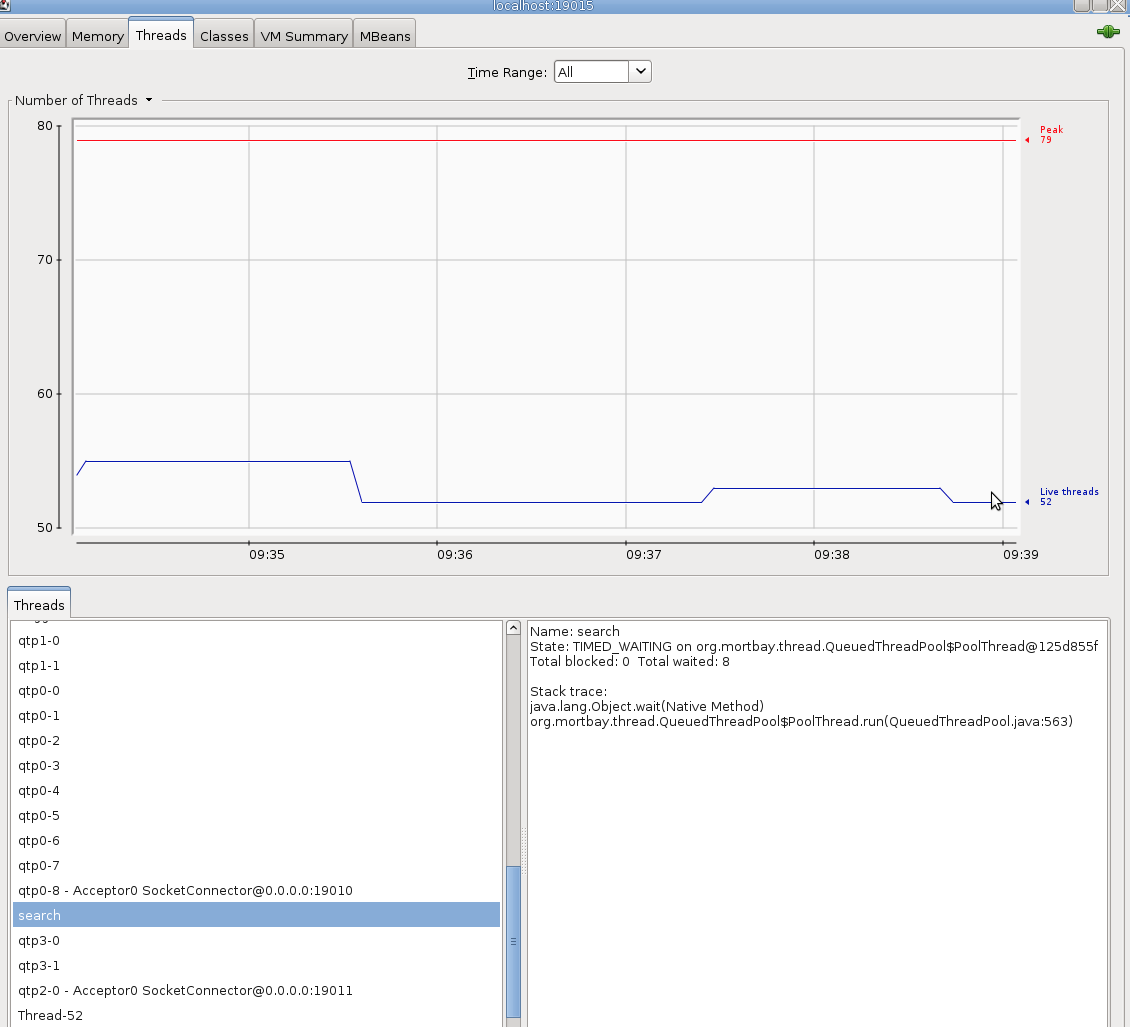 localhost:19015
Overview Memory Threads Classes VM Summary MBeans
Time Range: All
Number of Threads
80
70
60
50
Peak
79
Live threads
52
09:35 09:36 09:37 09:38 09:39
Threads
qtp1-0
qtp1-1
qtp0-0
qtp0-1
qtp0-2
qtp0-3
qtp0-4
qtp0-5
qtp0-6
qtp0-7
qtp0-8 - Acceptor0 SocketConnector@0.0.0.0:19010
search
qtp3-0
qtp3-1
qtp2-0 - Acceptor0 SocketConnector@0.0.0.0:19011
Thread-52
Name: search
State: TIMED_WAITING on org.mortbay.thread.QueuedThreadPool$PoolThread@125d855f
Total blocked: 0 Total waited: 8
Stack trace:
java.lang.Object.wait(Native Method)
org.mortbay.thread.QueuedThreadPool$PoolThread.run(QueuedThreadPool.java:563)